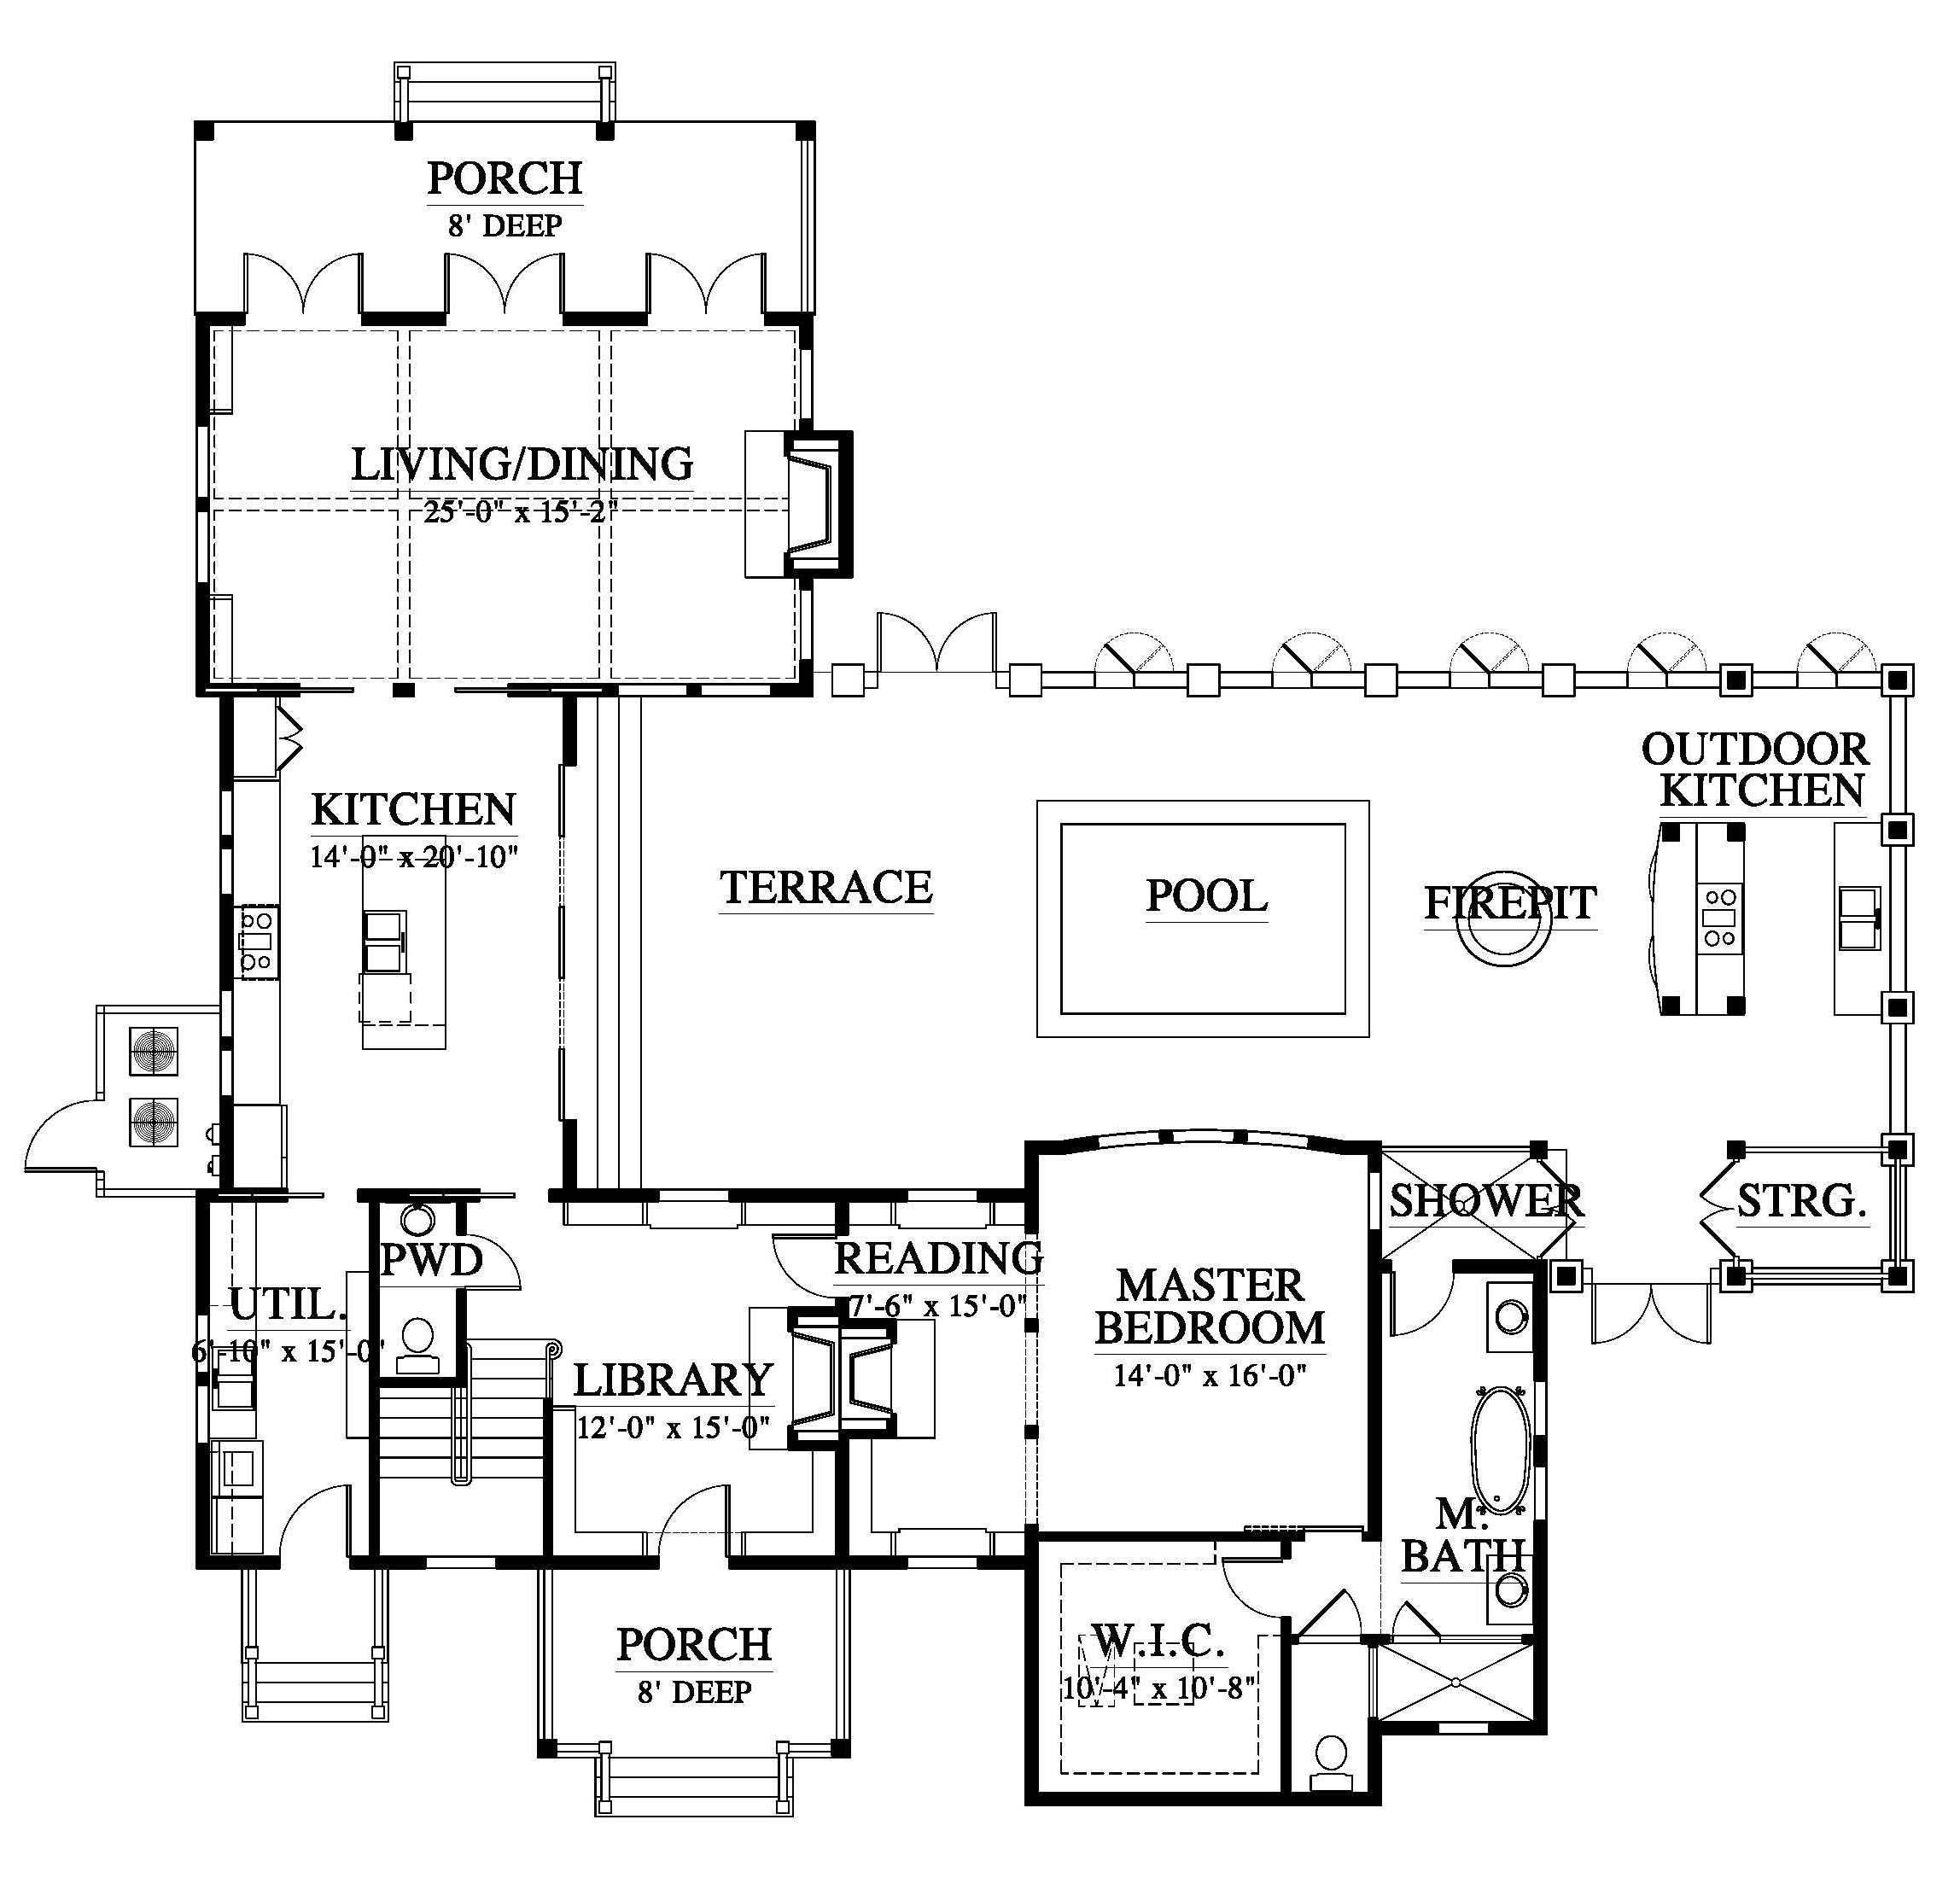 PORCH
8' DEEP
LIVING/DINING
25'-0" x 15'-2"
OUTDOOR
KITCHEN
KITCHEN
14'-0" x 20'-10"
TERRACE
POOL
FIREPIT
SHOWER
STRG.
PWD
READING
7'-6" x 15'-0"
MASTER
BEDROOM
14'-0" x 16'-0"
UTIL.
6'-10" x 15'-0"
LIBRARY
12'-0" x 15'-0"
M.
BATH
PORCH
8' DEEP
W.I.C.
10'-4" x 10'-8"